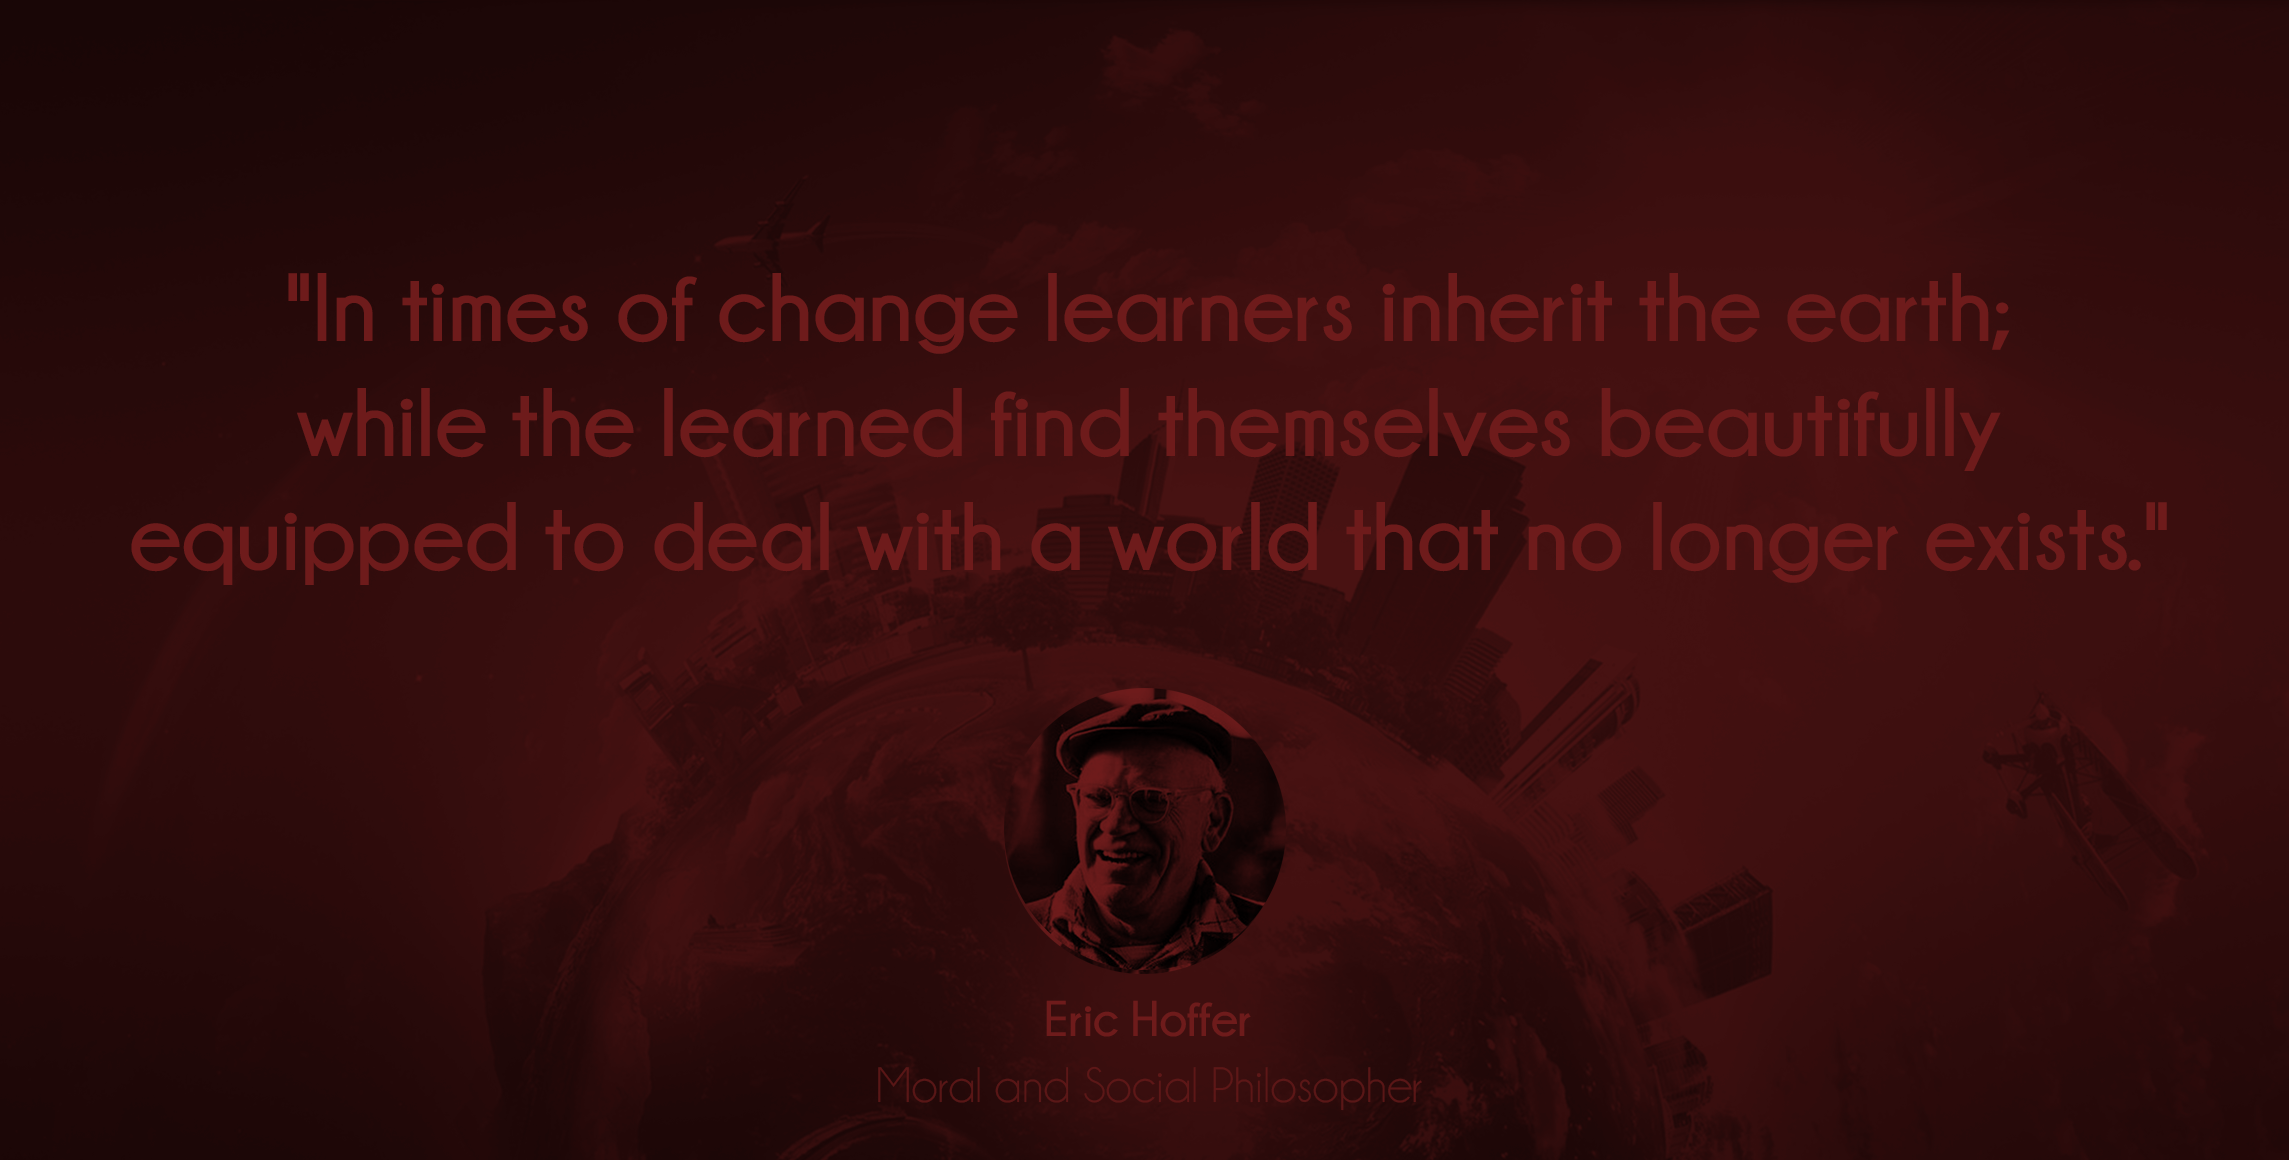 "In times of change learners inherit the earth;
while the learned find themselves beautifully
equipped to deal with a world that no longer exists."
Eric Hoffer
Moral and Social Philosopher